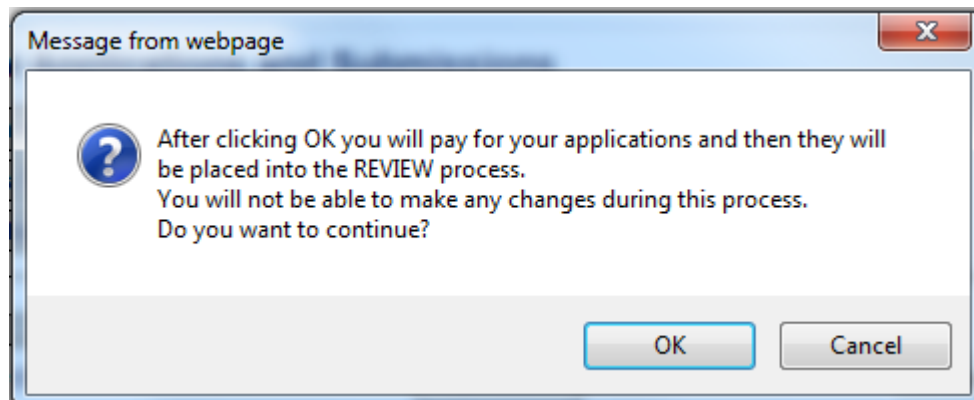 Message from webpage
After clicking OK you will pay for your applications and then they will
be placed into the REVIEW process.
You will not be able to make any changes during this process.
Do you want to continue?
OK
Cancel